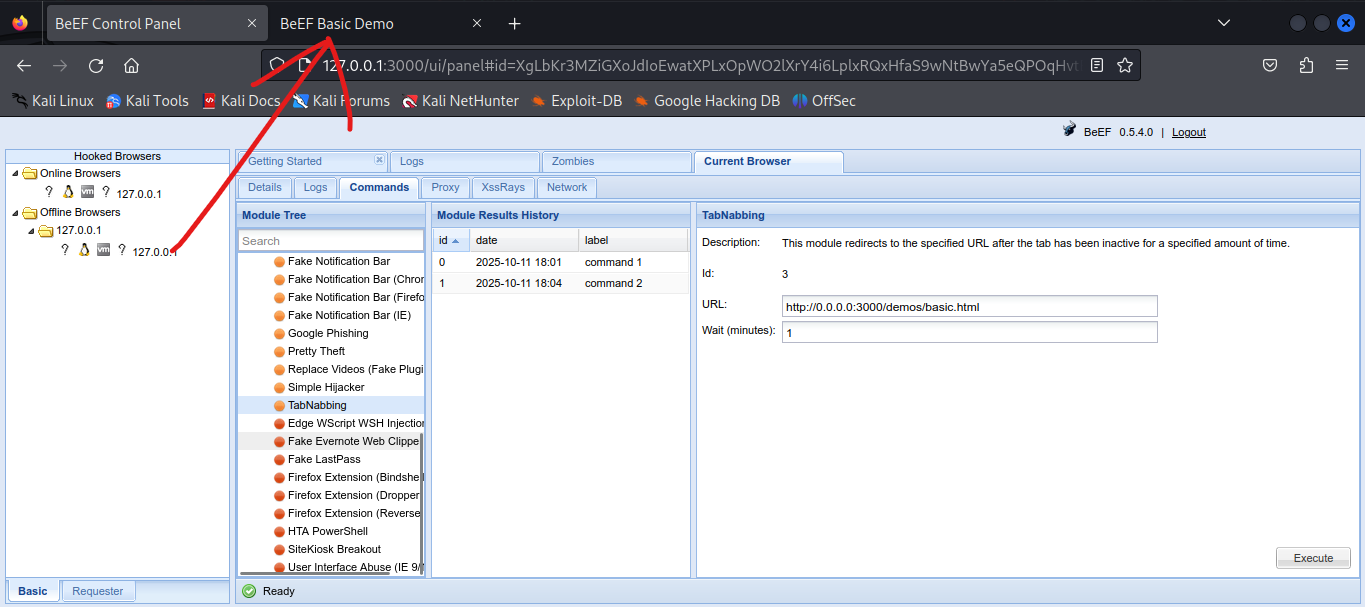 BeEF Control Panel
BeEF Basic Demo
127.0.0.1:3000/ui/panel#id=XgLbKr3MZiGXoJdIoEwatXPLxOpWO2lXrY4i6LplxRQxHfaS9wNtBwYa5eQPOqHv
Kali Linux Kali Tools Kali Docs Kali Forums Kali NetHunter Exploit-DB Google Hacking DB OffSec
BeEF 0.5.4.0 | Logout
Hooked Browsers
Online Browsers
? vm ? 127.0.0.1
Offline Browsers
127.0.0.1
? vm ? 127.0.0.1
Basic Requester
Getting Started Logs Zombies Current Browser
Details Logs Commands Proxy XssRays Network
Module Tree
Search
Fake Notification Bar
Fake Notification Bar (Chror
Fake Notification Bar (Firefo
Fake Notification Bar (IE)
Google Phishing
Pretty Theft
Replace Videos (Fake Plugi
Simple Hijacker
TabNabbing
Edge WScript WSH Injection
Fake Evernote Web Clippe
Fake LastPass
Firefox Extension (Bindshel
Firefox Extension (Dropper
Firefox Extension (Reverse
HTA PowerShell
SiteKiosk Breakout
User Interface Abuse (IE 9/
Module Results History
id date label
0 2025-10-11 18:01 command 1
1 2025-10-11 18:04 command 2
TabNabbing
Description: This module redirects to the specified URL after the tab has been inactive for a specified amount of time.
Id: 3
URL: http://0.0.0.0:3000/demos/basic.html
Wait (minutes): 1
Execute
Ready